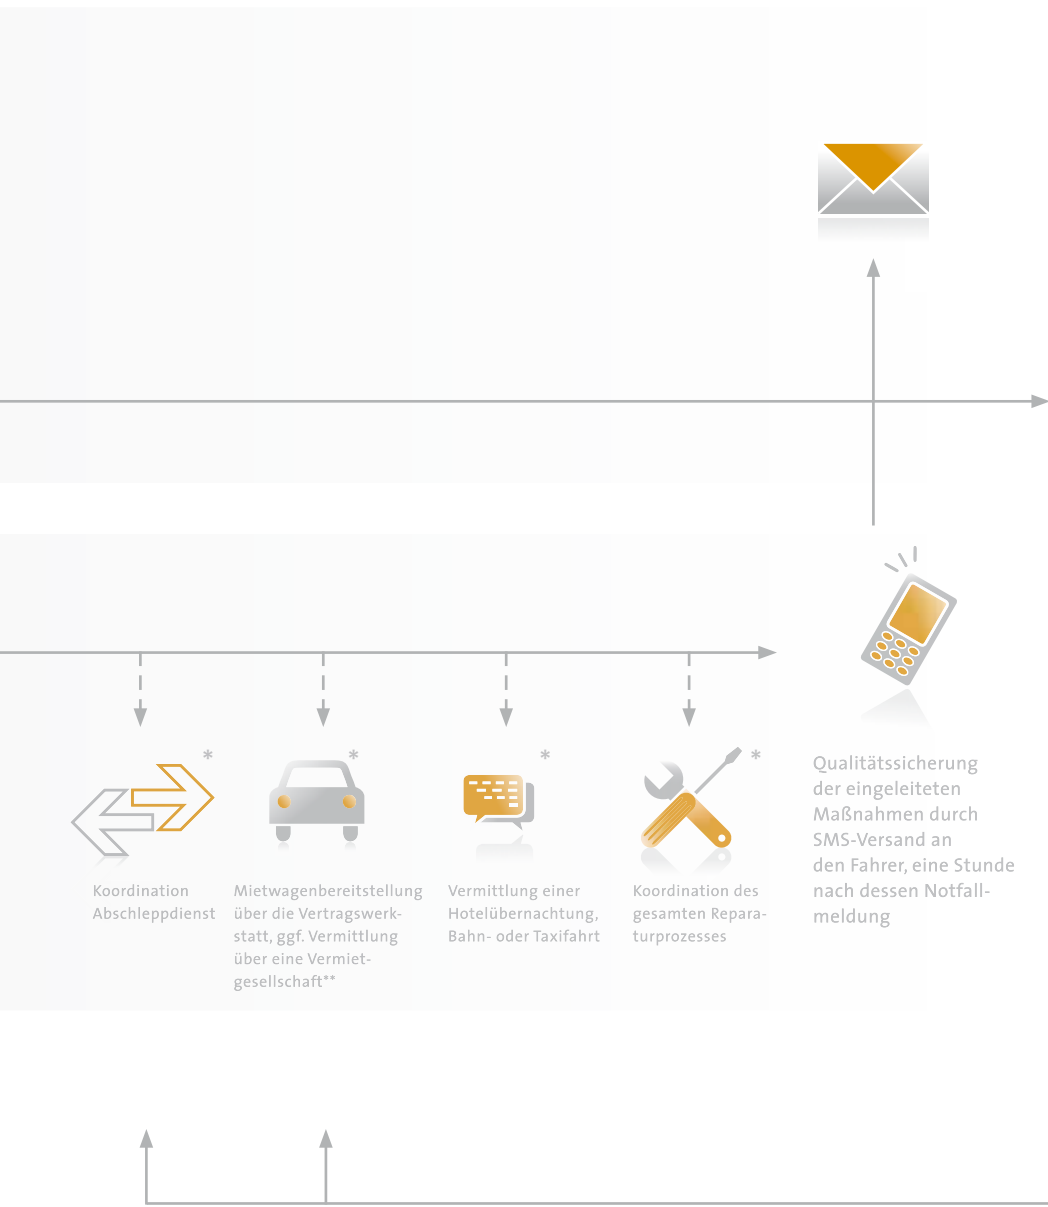 *
*
*
*
Koordination
Abschleppdienst
Mietwagenbereitstellung
über die Vertragswerk-
statt, ggf. Vermittlung
über eine Vermiet-
gesellschaft**
Vermittlung einer
Hotelübernachtung,
Bahn- oder Taxifahrt
Koordination des
gesamten Repara-
turprozesses
Qualitätssicherung
der eingeleiteten
Maßnahmen durch
SMS-Versand an
den Fahrer, eine Stunde
nach dessen Notfall-
meldung